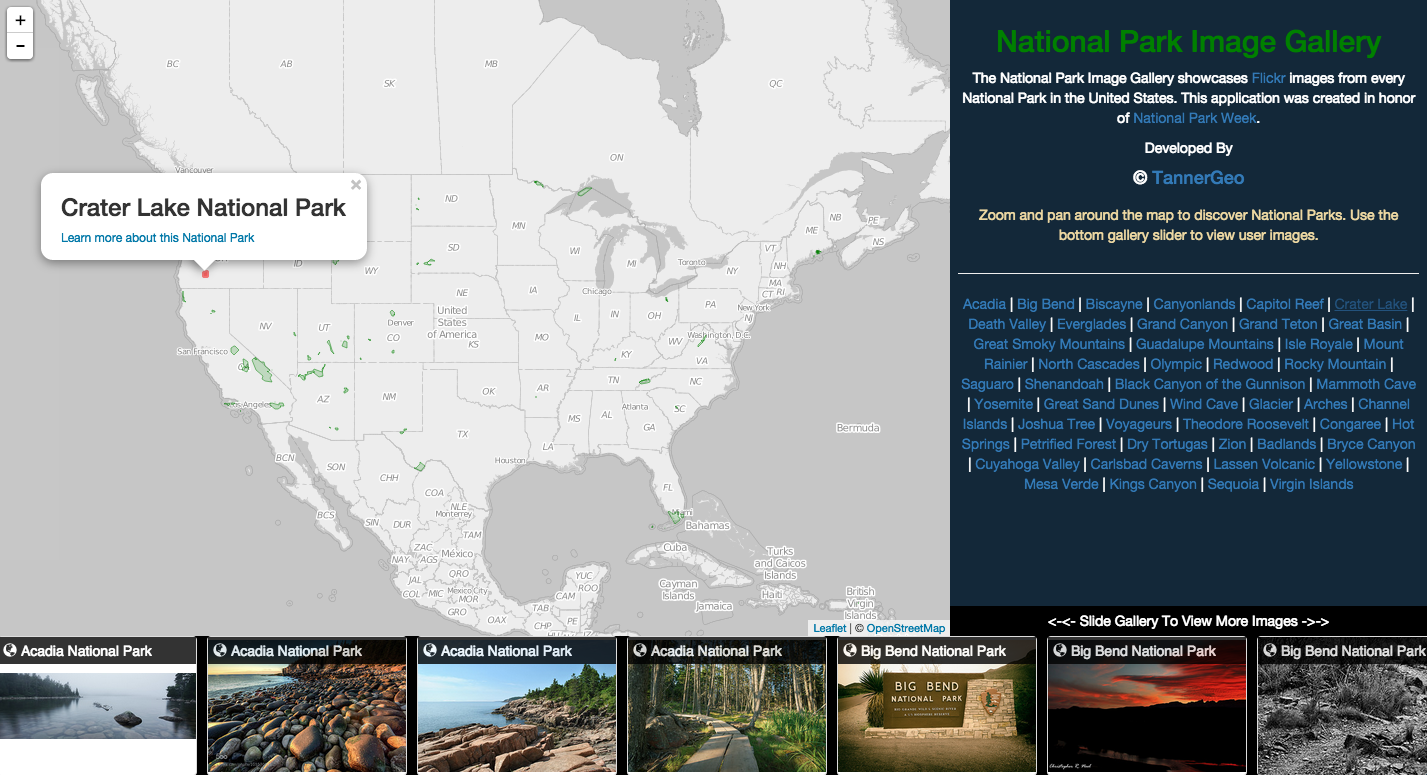 +
-
BC
AB
SK
MB
QC
ON
Vancouver
×
Crater Lake National Park
Learn more about this National Park
ND
MN
SD
WI
ID
WY
NE
IA
MI
Toronto
NY
VT
NH
MA
CT RI
ME
NB
PE
NS
Chicago
New York
PA
NJ
NV
UT
Denver
CO
United
States
of America
KS
MO
IL
IN
OH
WV
Washington, D.C.
VA
KY
San Francisco
CA
Los Angeles
AZ
NM
OK
AR
TN
NC
Atlanta
SC
MS
AL
GA
TX
LA
Houston
FL
Miami
Bermuda
BCN
SON
CHH
BCS
COA
NLE
Monterrey
SIN
DUR
TAM
ZAC
NAY
AGS
México
QRO
JAL
COL
MIC
Mexico City
MOR
GRO
PUE
OAX
TAB
CHP
CAM
YUC
ROO
Bahamas
Cuba
Turks
and Caicos
Islands
Cayman
Islands
Jamaica
Haiti
British
Virgin
Islands
Leaflet | © OpenStreetMap
National Park Image Gallery
The National Park Image Gallery showcases Flickr images from every
National Park in the United States. This application was created in honor
of National Park Week.
Developed By
© TannerGeo
Zoom and pan around the map to discover National Parks. Use the
bottom gallery slider to view user images.
Acadia | Big Bend | Biscayne | Canyonlands | Capitol Reef | Crater Lake |
Death Valley | Everglades | Grand Canyon | Grand Teton | Great Basin |
Great Smoky Mountains | Guadalupe Mountains | Isle Royale | Mount
Rainier | North Cascades | Olympic | Redwood | Rocky Mountain |
Saguaro | Shenandoah | Black Canyon of the Gunnison | Mammoth Cave
| Yosemite | Great Sand Dunes | Wind Cave | Glacier | Arches | Channel
Islands | Joshua Tree | Voyageurs | Theodore Roosevelt | Congaree | Hot
Springs | Petrified Forest | Dry Tortugas | Zion | Badlands | Bryce Canyon
| Cuyahoga Valley | Carlsbad Caverns | Lassen Volcanic | Yellowstone |
Mesa Verde | Kings Canyon | Sequoia | Virgin Islands
<-<- Slide Gallery To View More Images ->->
Acadia National Park
Acadia National Park
Acadia National Park
Acadia National Park
Big Bend National Park
Big Bend National Park
Big Bend National Park
BIG BEND
NATIONAL PARK